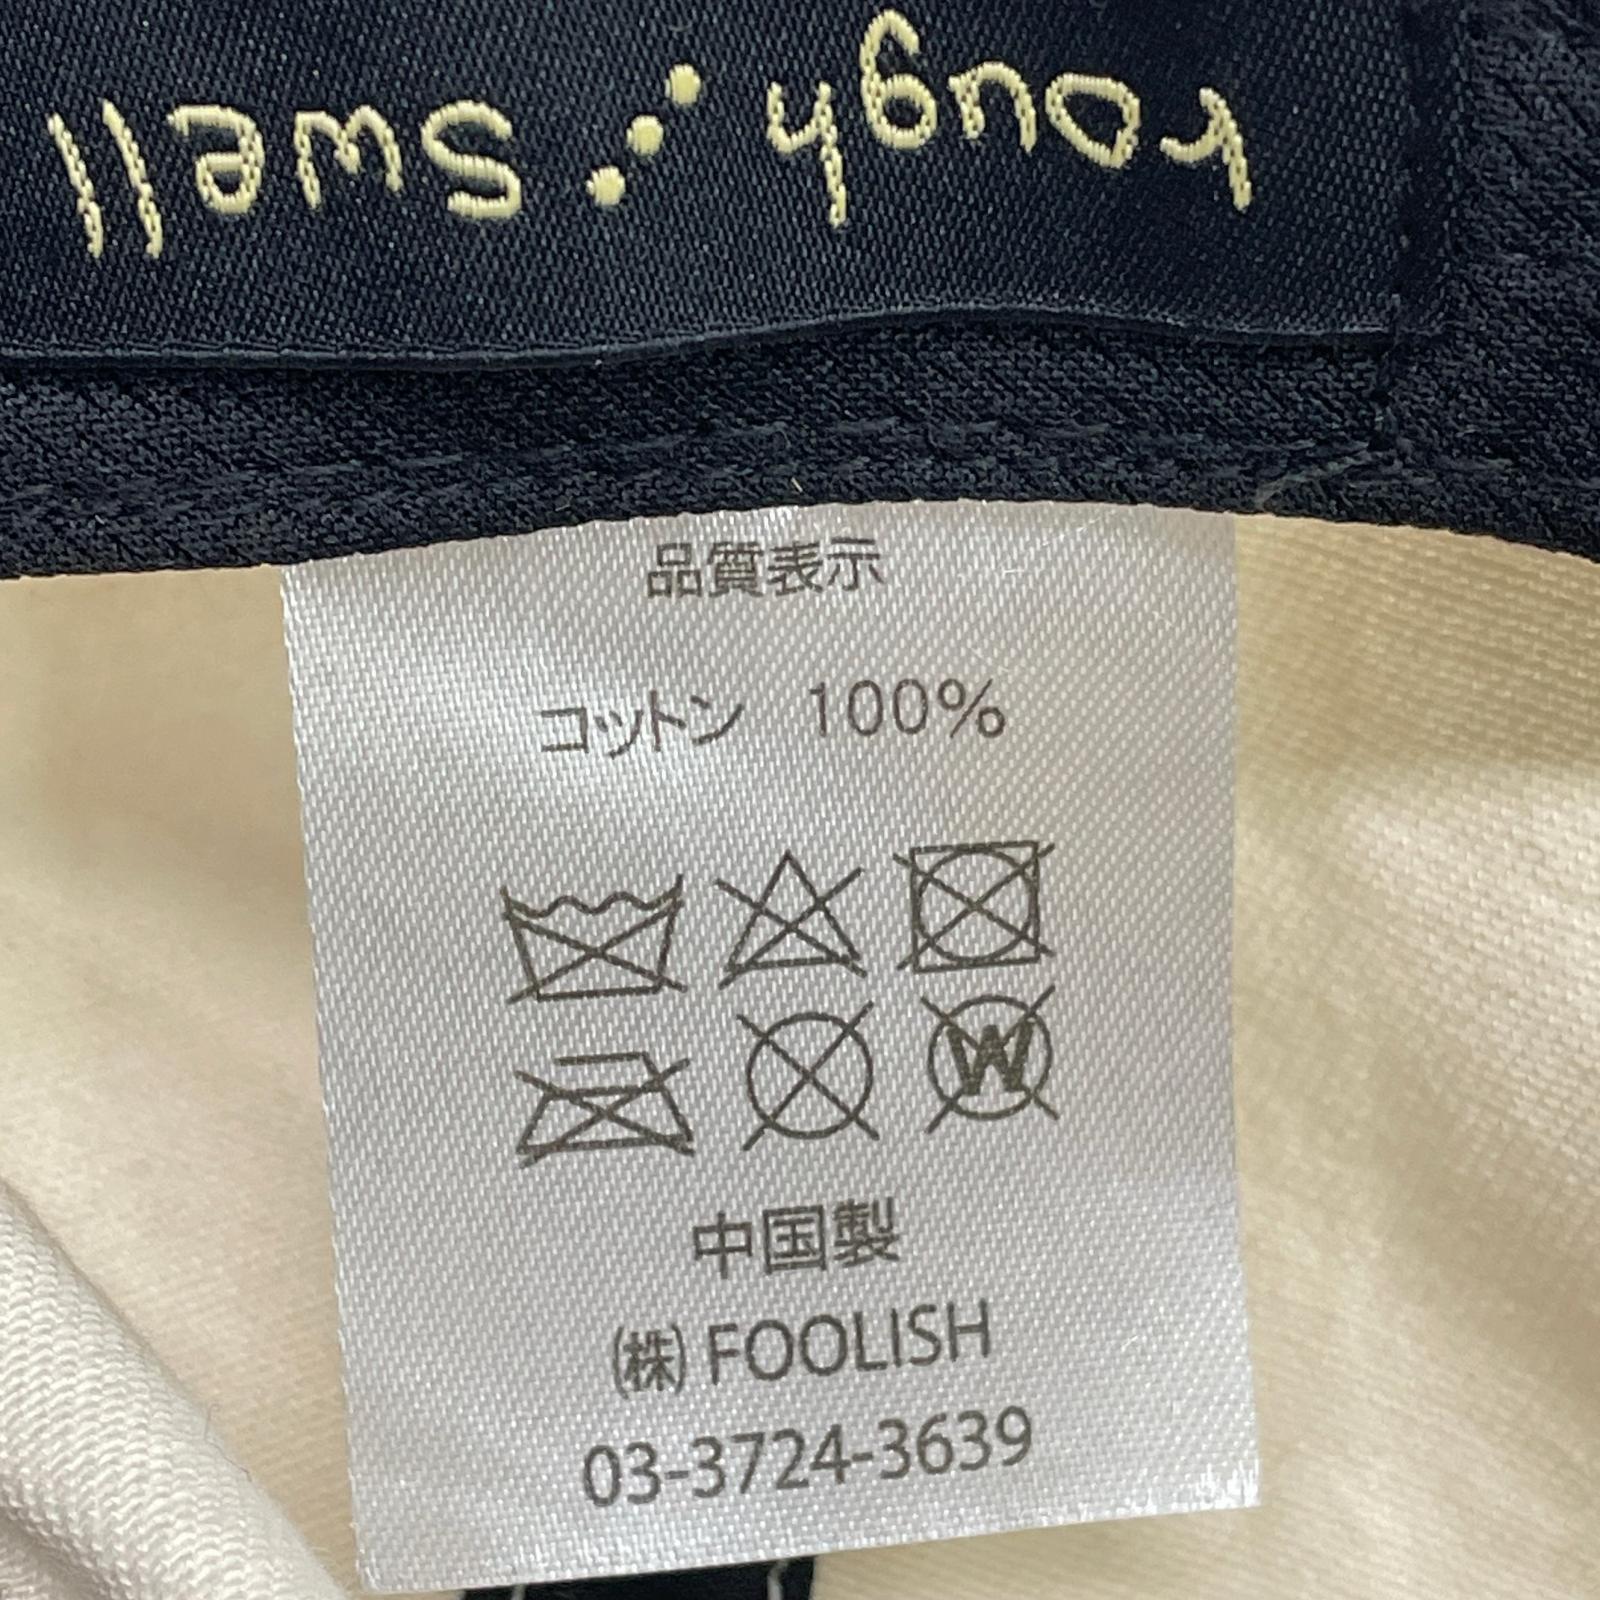 rough Swell
品質表示
コットン 100%
W
中国製
㈱ FOOLISH
03-3724-3639